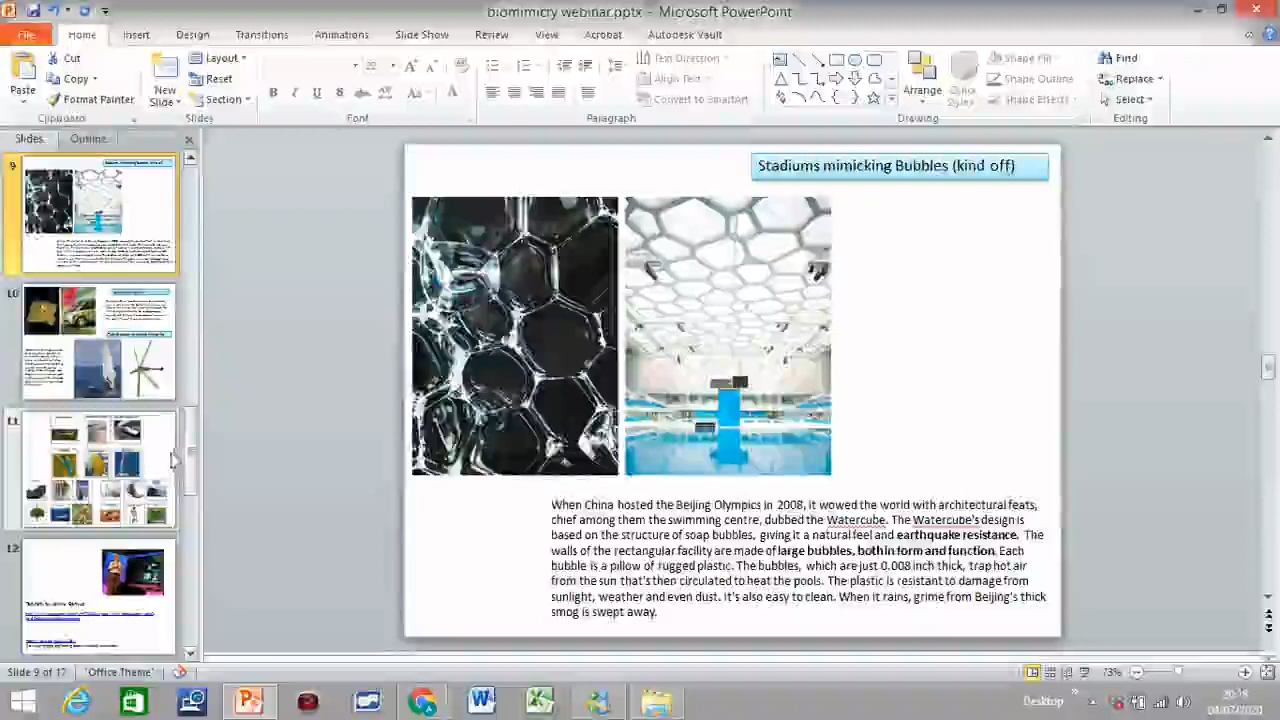 biomimicry webinar.pptx - Microsoft PowerPoint
File Home Insert Design Transitions Animations Slide Show Review View Acrobat Autodesk Vault
Cut
Copy
Format Painter
Paste
Clipboard
New
Slide
Layout
Reset
Section
Slides
20
B I U S
Aa
A
Font
Text Direction
Align Text
Convert to SmartArt
Paragraph
Arrange
Quick
Styles
Shape Fill
Shape Outline
Shape Effects
Drawing
Find
Replace
Select
Editing
Slides Outline
9
10
11
12
Stadiums mimicking Bubbles (kind off)
When China hosted the Beijing Olympics in 2008, it wowed the world with architectural feats,
chief among them the swimming centre, dubbed the Watercube. The Watercube's design is
based on the structure of soap bubbles, giving it a natural feel and earthquake resistance. The
walls of the rectangular facility are made of large bubbles, both in form and function. Each
bubble is a pillow of rugged plastic. The bubbles, which are just 0.008 inch thick, trap hot air
from the sun that's then circulated to heat the pools. The plastic is resistant to damage from
sunlight, weather and even dust. It's also easy to clean. When it rains, grime from Beijing's thick
smog is swept away.
Slide 9 of 17 "Office Theme" 73%
Desktop